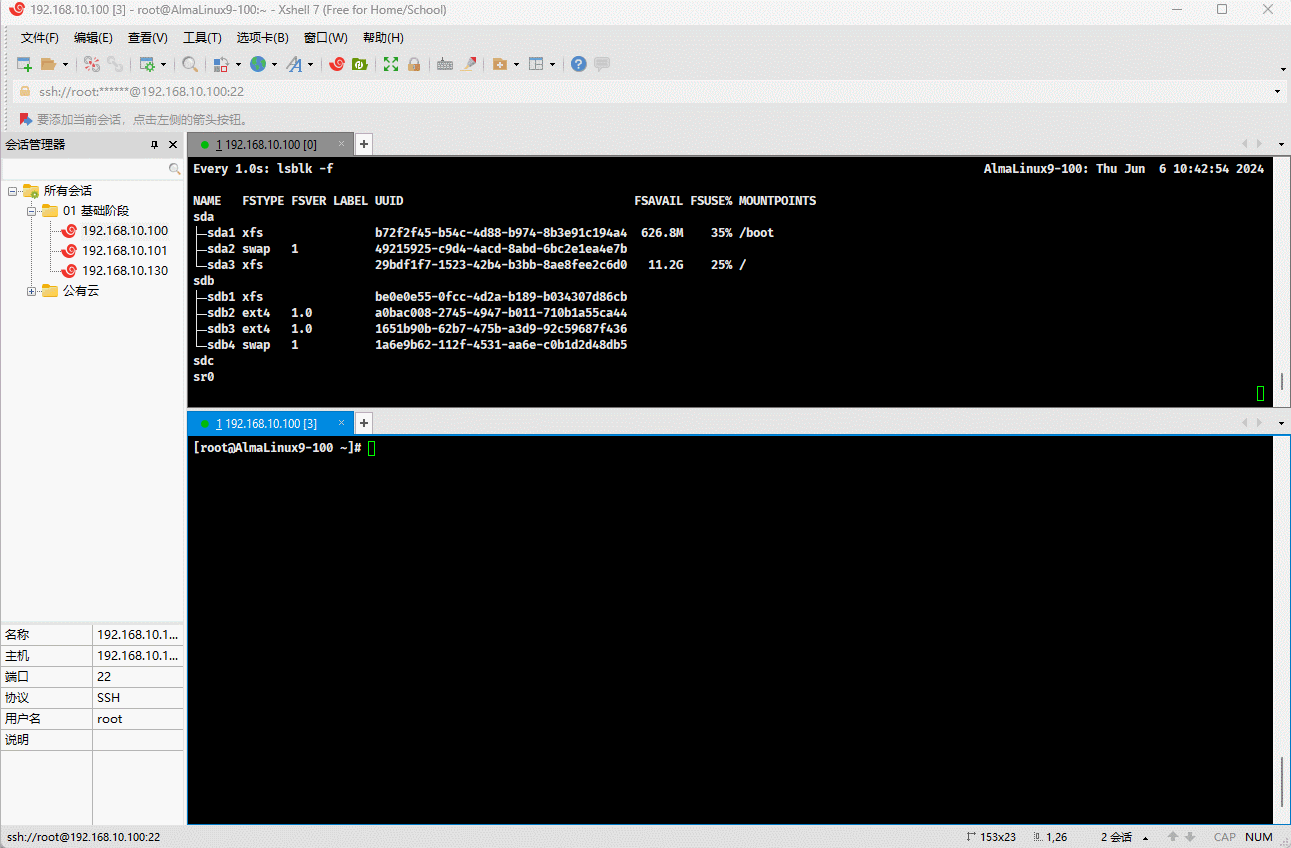 192.168.10.100 [3] - root@AlmaLinux9-100:~ - Xshell 7 (Free for Home/School)
文件(F) 编辑(E) 查看(V) 工具(T) 选项卡(B) 窗口(W) 帮助(H)
ssh://root:******@192.168.10.100:22
要添加当前会话，点击左侧的箭头按钮。
会话管理器
所有会话
01 基础阶段
192.168.10.100
192.168.10.101
192.168.10.130
公有云
名称 192.168.10.1...
主机 192.168.10.1...
端口 22
协议 SSH
用户名 root
说明
1 192.168.10.100 [0]
Every 1.0s: lsblk -f AlmaLinux9-100: Thu Jun  6 10:42:54 2024
NAME   FSTYPE FSVER LABEL UUID                                 FSAVAIL FSUSE% MOUNTPOINTS
sda
├─sda1 xfs                b72f2f45-b54c-4d88-b974-8b3e91c194a4  626.8M    35% /boot
├─sda2 swap   1           49215925-c9d4-4acd-8abd-6bc2e1ea4e7b
└─sda3 xfs                29bdf1f7-1523-42b4-b3bb-8ae8fee2c6d0   11.2G    25% /
sdb
├─sdb1 xfs                be0e0e55-0fcc-4d2a-b189-b034307d86cb
├─sdb2 ext4   1.0         a0bac008-2745-4947-b011-710b1a55ca44
├─sdb3 ext4   1.0         1651b90b-62b7-475b-a3d9-92c59687f436
└─sdb4 swap   1           1a6e9b62-112f-4531-aa6e-c0b1d2d48db5
sdc
sr0
1 192.168.10.100 [3]
[root@AlmaLinux9-100 ~]#
ssh://root@192.168.10.100:22 153x23 1,26 2 会话 CAP NUM